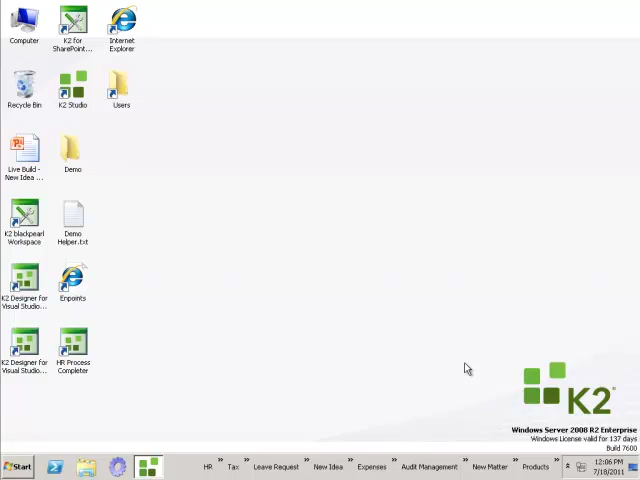 Computer
K2 for
SharePoint...
Internet
Explorer
Recycle Bin
K2 Studio
Users
Live Build -
New Idea ...
Demo
K2 blackpearl
Workspace
Demo
Helper.txt
K2 Designer for
Visual Studio...
Enpoints
K2 Designer for
Visual Studio...
HR Process
Completer
K2
Windows Server 2008 R2 Enterprise
Windows License valid for 137 days
Build 7600
Start
HR »
Tax »
Leave Request »
New Idea »
Expenses »
Audit Management »
New Matter »
Products »
12:06 PM
7/18/2011